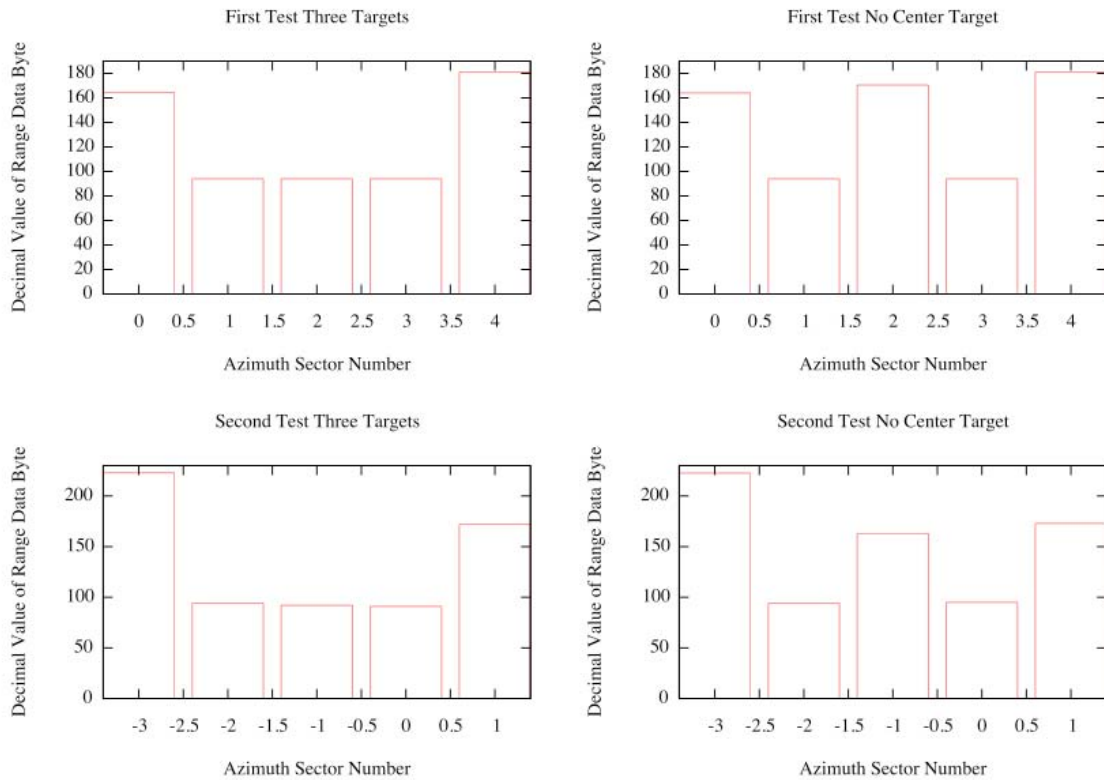 First Test Three Targets
Decimal Value of Range Data Byte
180
160
140
120
100
80
60
40
20
0
0 0.5 1 1.5 2 2.5 3 3.5 4
Azimuth Sector Number
First Test No Center Target
Decimal Value of Range Data Byte
180
160
140
120
100
80
60
40
20
0
0 0.5 1 1.5 2 2.5 3 3.5 4
Azimuth Sector Number
Second Test Three Targets
Decimal Value of Range Data Byte
200
150
100
50
0
-3 -2.5 -2 -1.5 -1 -0.5 0 0.5 1
Azimuth Sector Number
Second Test No Center Target
Decimal Value of Range Data Byte
200
150
100
50
0
-3 -2.5 -2 -1.5 -1 -0.5 0 0.5 1
Azimuth Sector Number